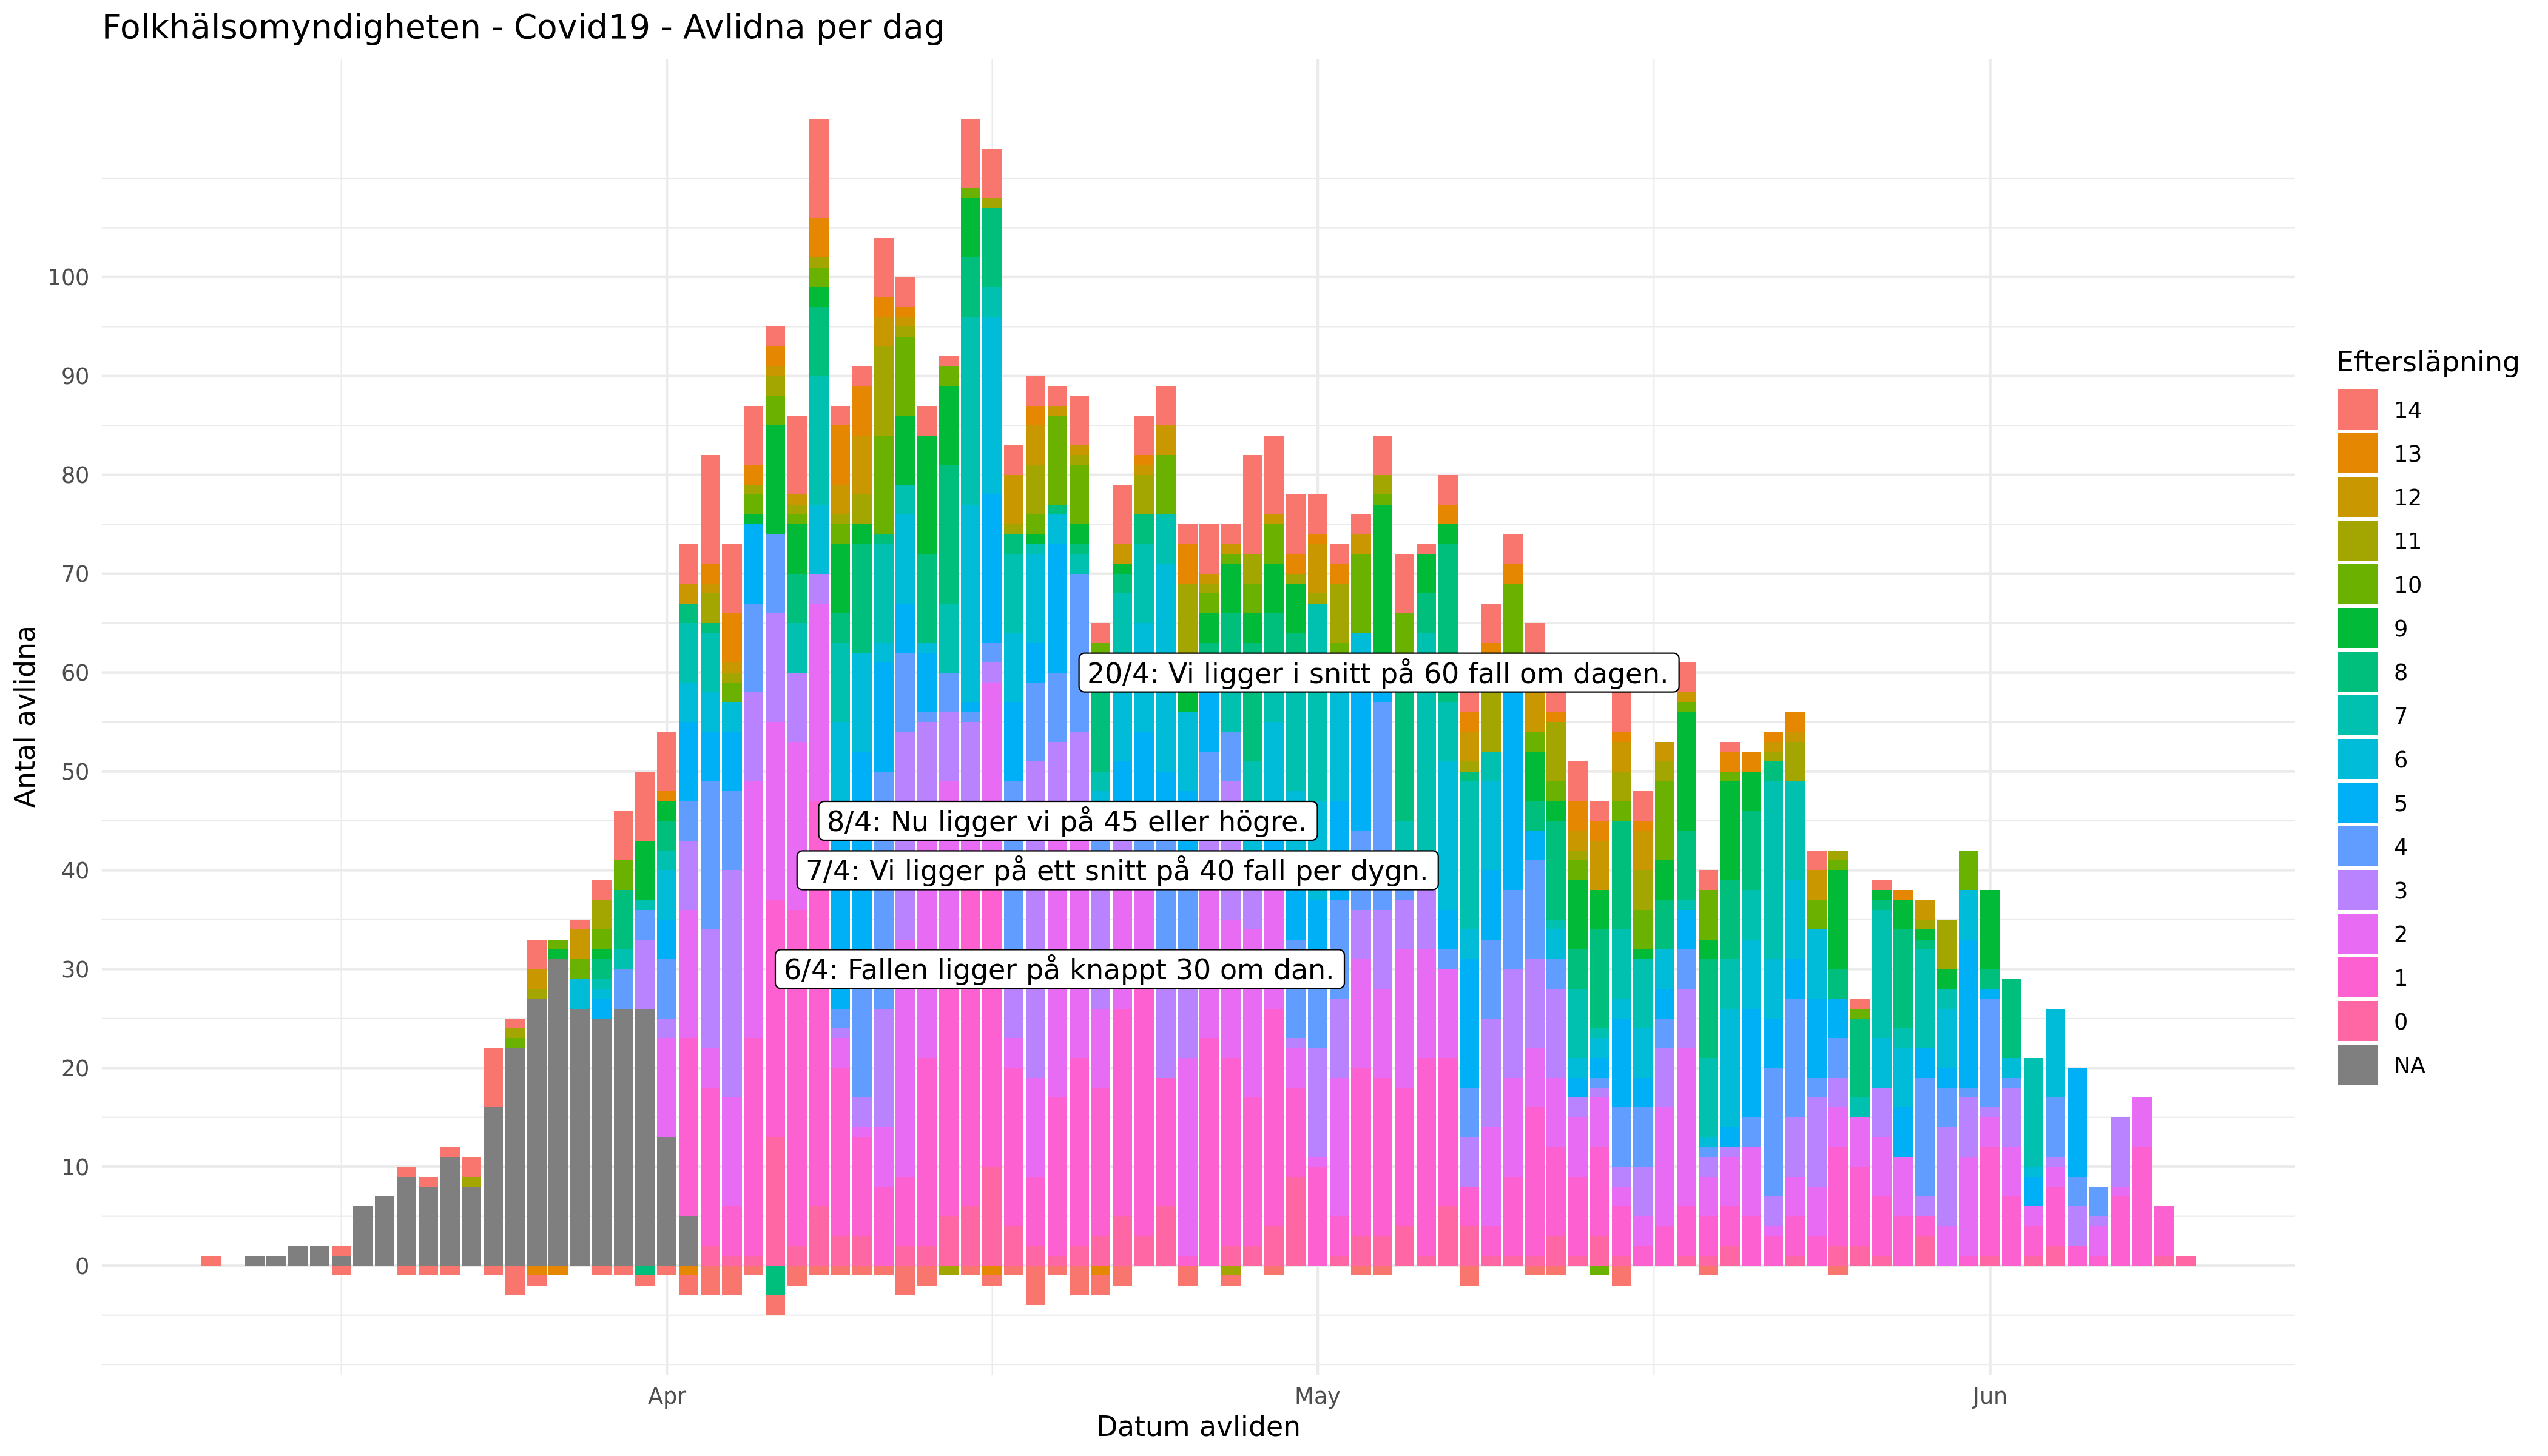 Folkhälsomyndigheten - Covid19 - Avlidna per dag
Antal avlidna
100
90
80
70
60
50
40
30
20
10
0
20/4: Vi ligger i snitt på 60 fall om dagen.
8/4: Nu ligger vi på 45 eller högre.
7/4: Vi ligger på ett snitt på 40 fall per dygn.
6/4: Fallen ligger på knappt 30 om dan.
Apr
May
Jun
Datum avliden
Eftersläpning
14
13
12
11
10
9
8
7
6
5
4
3
2
1
0
NA